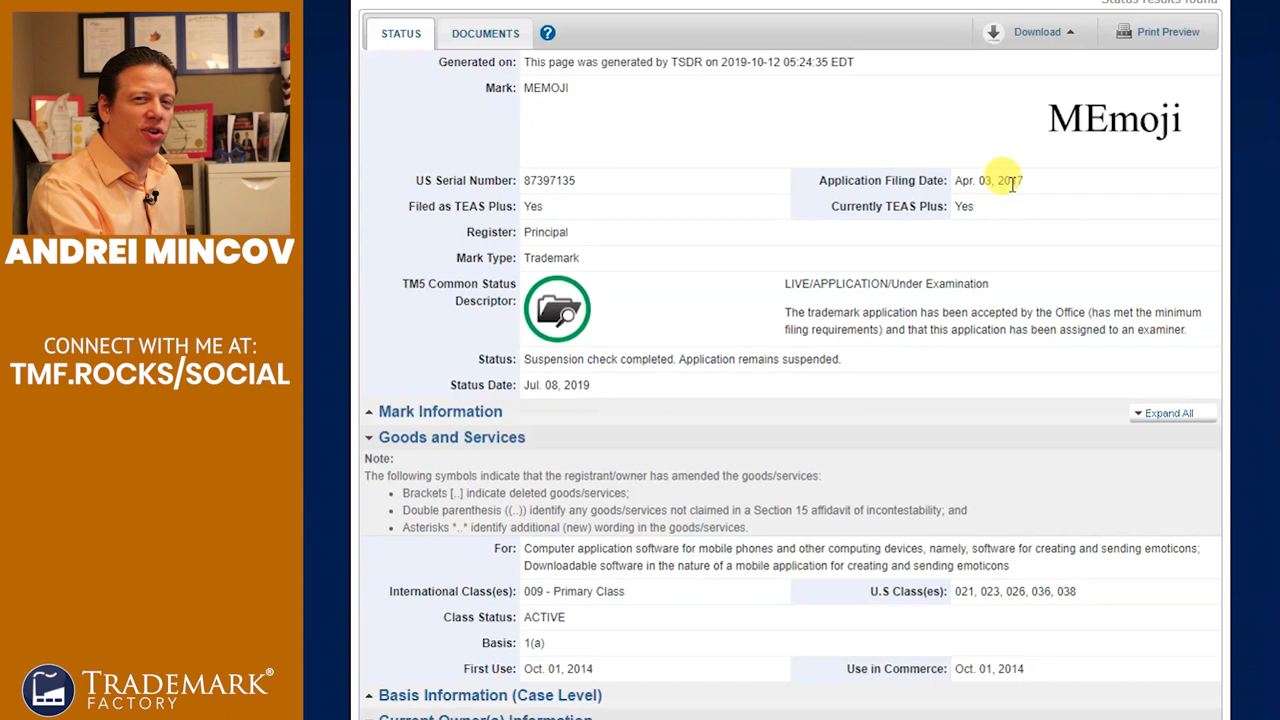 Status results found
STATUS
DOCUMENTS
?
Download
Print Preview
Generated on: This page was generated by TSDR on 2019-10-12 05:24:35 EDT
Mark: MEMOJI
MEmoji
US Serial Number: 87397135
Application Filing Date: Apr. 03, 2017
Filed as TEAS Plus: Yes
Currently TEAS Plus: Yes
Register: Principal
Mark Type: Trademark
TM5 Common Status
Descriptor:
LIVE/APPLICATION/Under Examination
The trademark application has been accepted by the Office (has met the minimum
filing requirements) and that this application has been assigned to an examiner.
Status: Suspension check completed. Application remains suspended.
Status Date: Jul. 08, 2019
Mark Information
Expand All
Goods and Services
Note:
The following symbols indicate that the registrant/owner has amended the goods/services:
• Brackets [..] indicate deleted goods/services;
• Double parenthesis ((..)) identify any goods/services not claimed in a Section 15 affidavit of incontestability; and
• Asterisks *..* identify additional (new) wording in the goods/services.
For: Computer application software for mobile phones and other computing devices, namely, software for creating and sending emoticons;
Downloadable software in the nature of a mobile application for creating and sending emoticons
International Class(es): 009 - Primary Class
U.S Class(es): 021, 023, 026, 036, 038
Class Status: ACTIVE
Basis: 1(a)
First Use: Oct. 01, 2014
Use in Commerce: Oct. 01, 2014
Basis Information (Case Level)
Current Owner(s) Information
ANDREI MINCOV
CONNECT WITH ME AT:
TMF.ROCKS/SOCIAL
TRADEMARK®
FACTORY